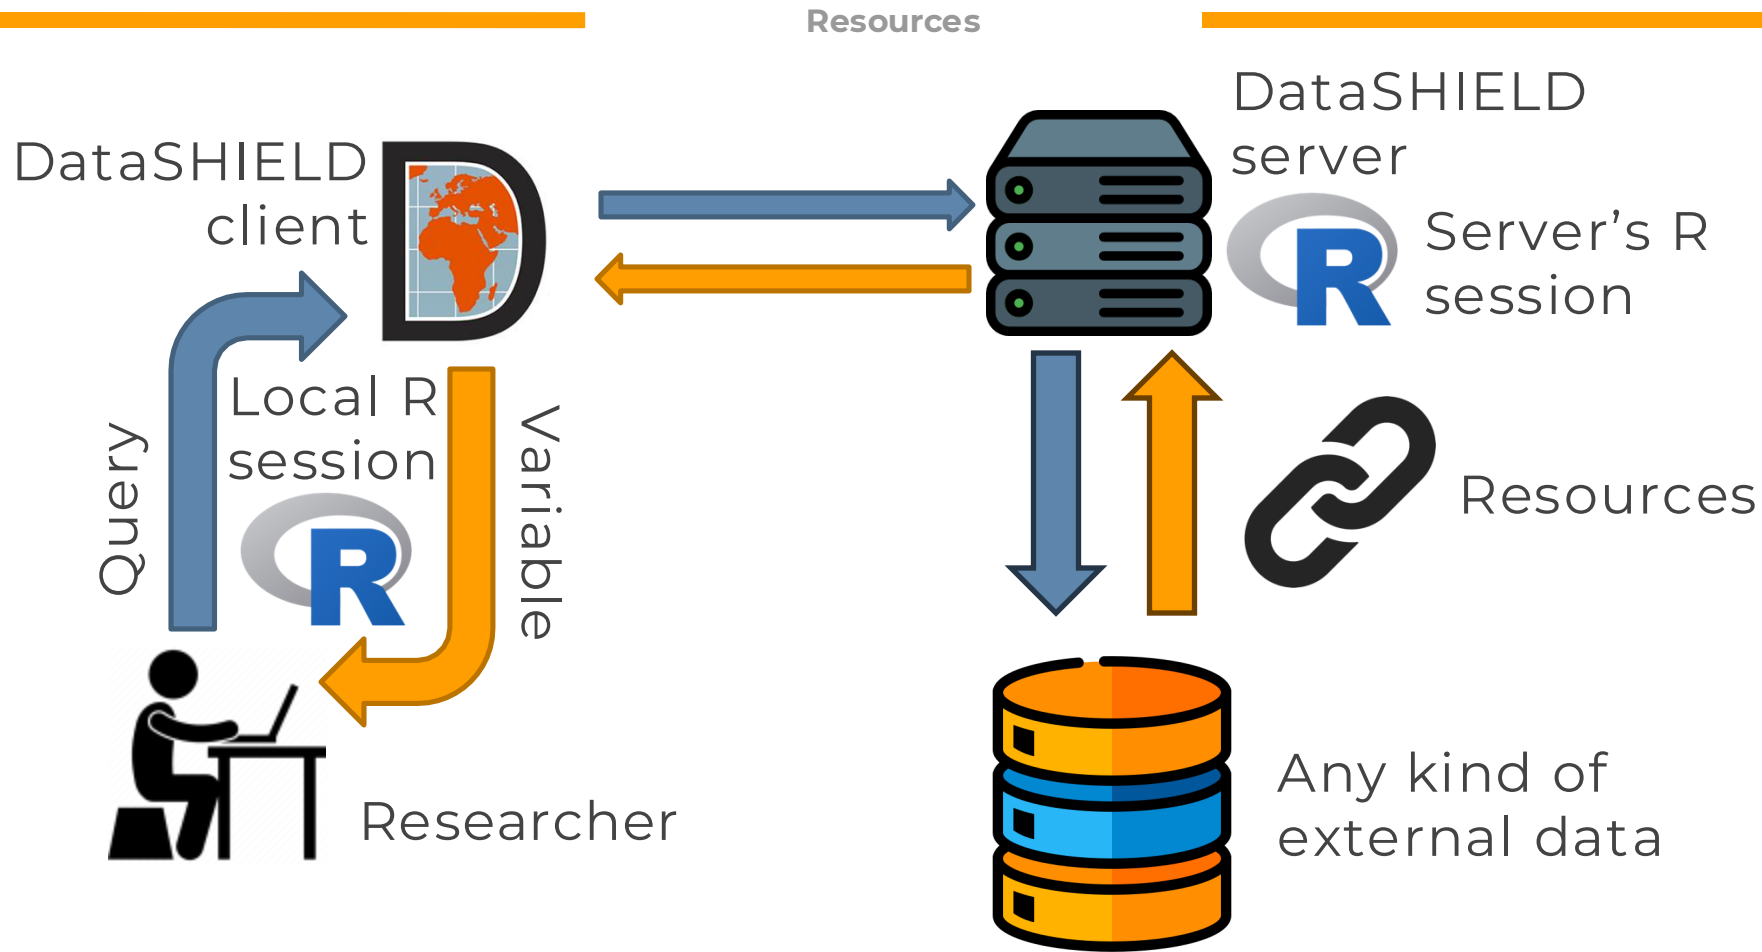 Resources
DataSHIELD
server
DataSHIELD
client
Server’s R
session
Local R
session
Query
Variable
Resources
Researcher
Any kind of
external data
R
R
D